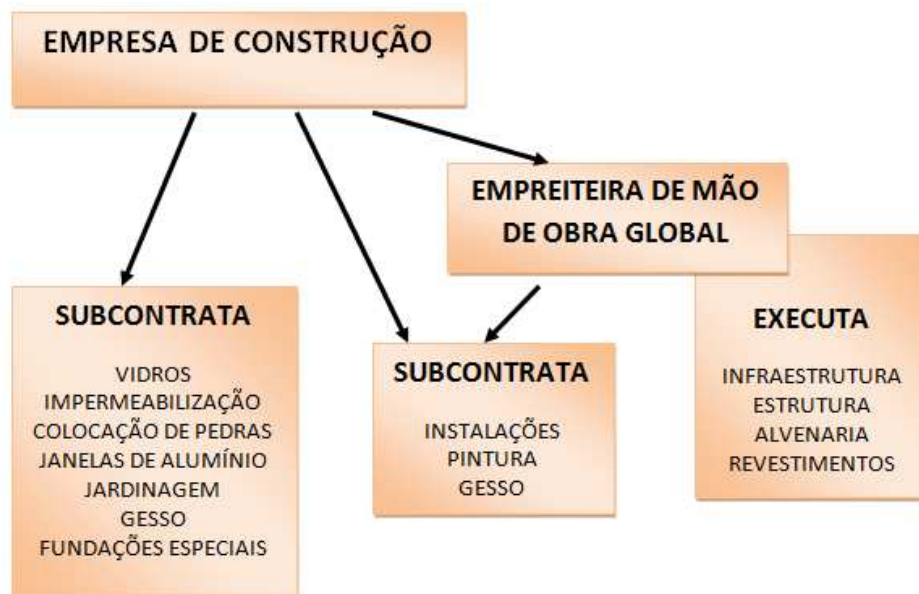 EMPRESA DE CONSTRUÇÃO
EMPREITEIRA DE MÃO
DE OBRA GLOBAL
SUBCONTRATA
VIDROS
IMPERMEABILIZAÇÃO
COLOCAÇÃO DE PEDRAS
JANELAS DE ALUMÍNIO
JARDINAGEM
GESSO
FUNDAÇÕES ESPECIAIS
SUBCONTRATA
INSTALAÇÕES
PINTURA
GESSO
EXECUTA
INFRAESTRUTURA
ESTRUTURA
ALVENARIA
REVESTIMENTOS